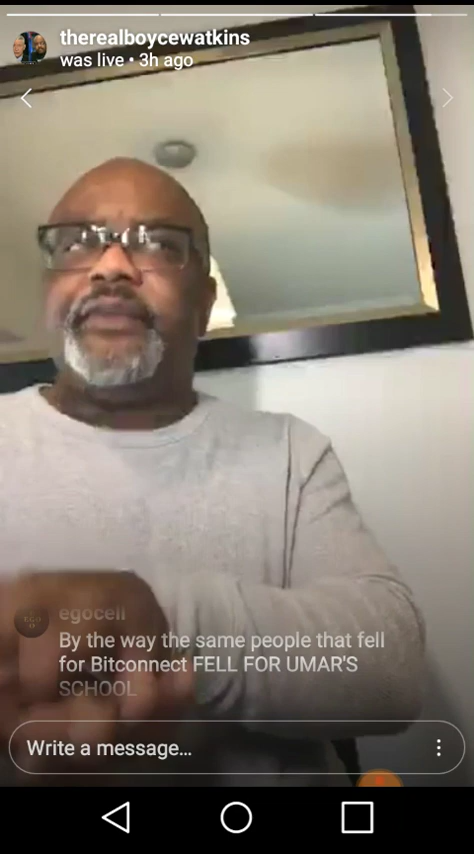 therealboycewatkins
was live • 3h ago
egocell
By the way the same people that fell
for Bitconnect FELL FOR UMAR'S
SCHOOL
Write a message...